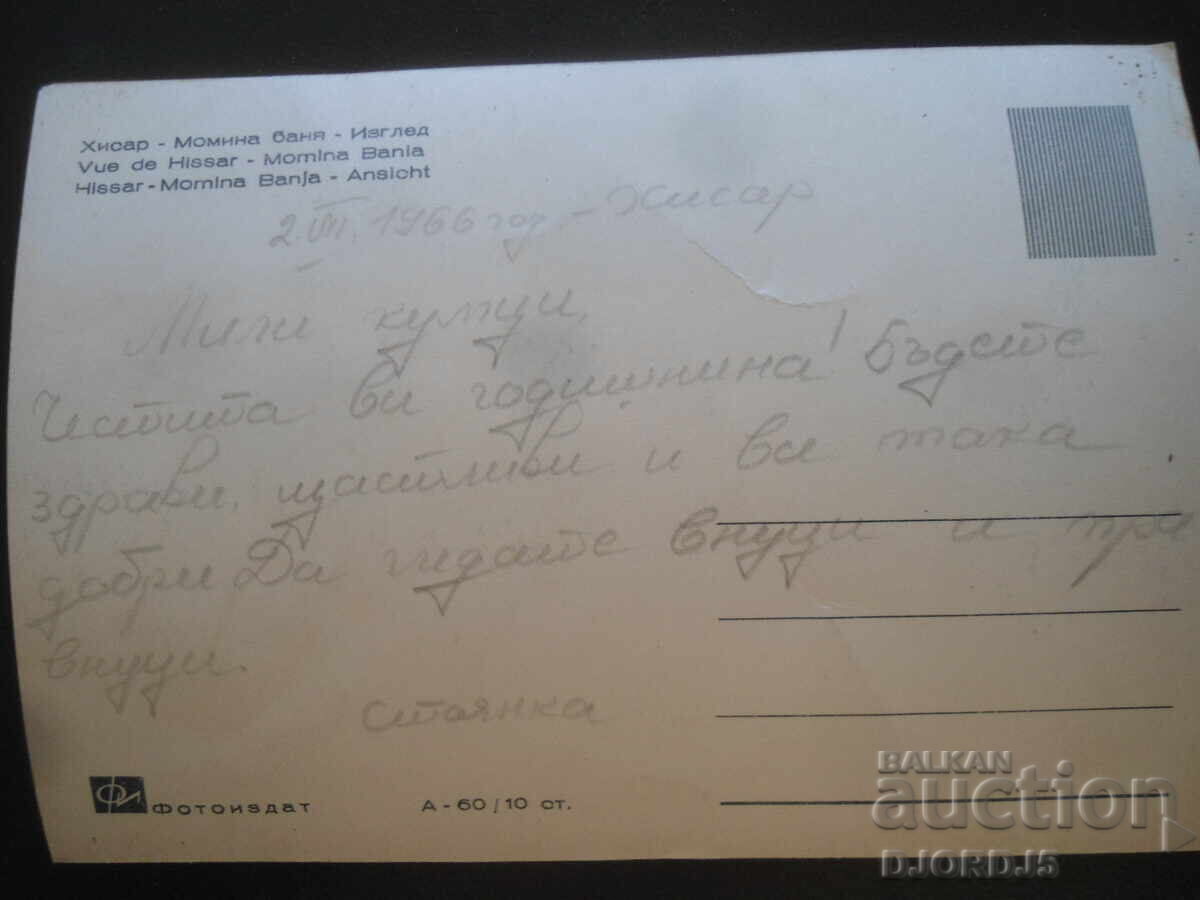 Хисар - Момина баня - Изглед
Vue de Hissar - Momina Bania
Hissar - Momina Banja - Ansicht
2.VII.1966 год - Хисар
Мили кумци,
Честита ви годишнина! Бъдете
здрави, щастливи и все така
добри Да гледате внуци и пра
внуци.
Стоянка
ФИ Фотоиздат
А - 60 / 10 ст.
BALKAN
auction
DJORDJ5